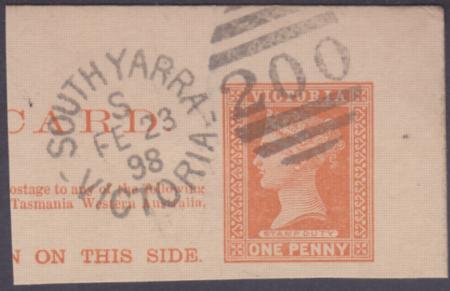 SOUTH YARRA
S
FE 23
98
VICTORIA
200
CARD.
ostage to any of the following
Tasmania Western Australia,
N ON THIS SIDE.
VICTORIA
STAMP DUTY
ONE PENNY